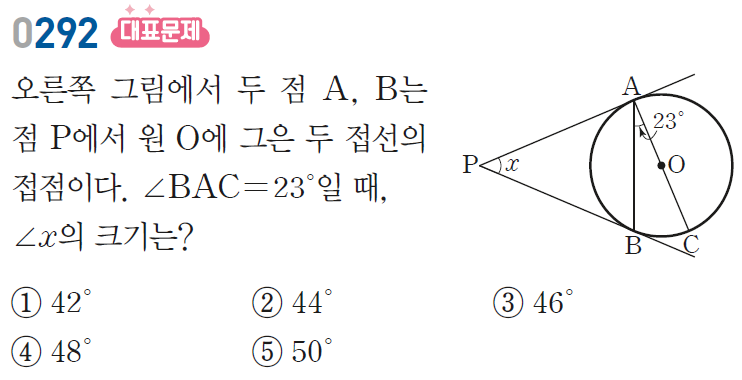 0292 대표문제
오른쪽 그림에서 두 점 A, B는
점 P에서 원 O에 그은 두 접선의
접점이다. ∠BAC=23°일 때,
∠x의 크기는?
A
23°
P
x
O
B
C
① 42°
② 44°
③ 46°
④ 48°
⑤ 50°